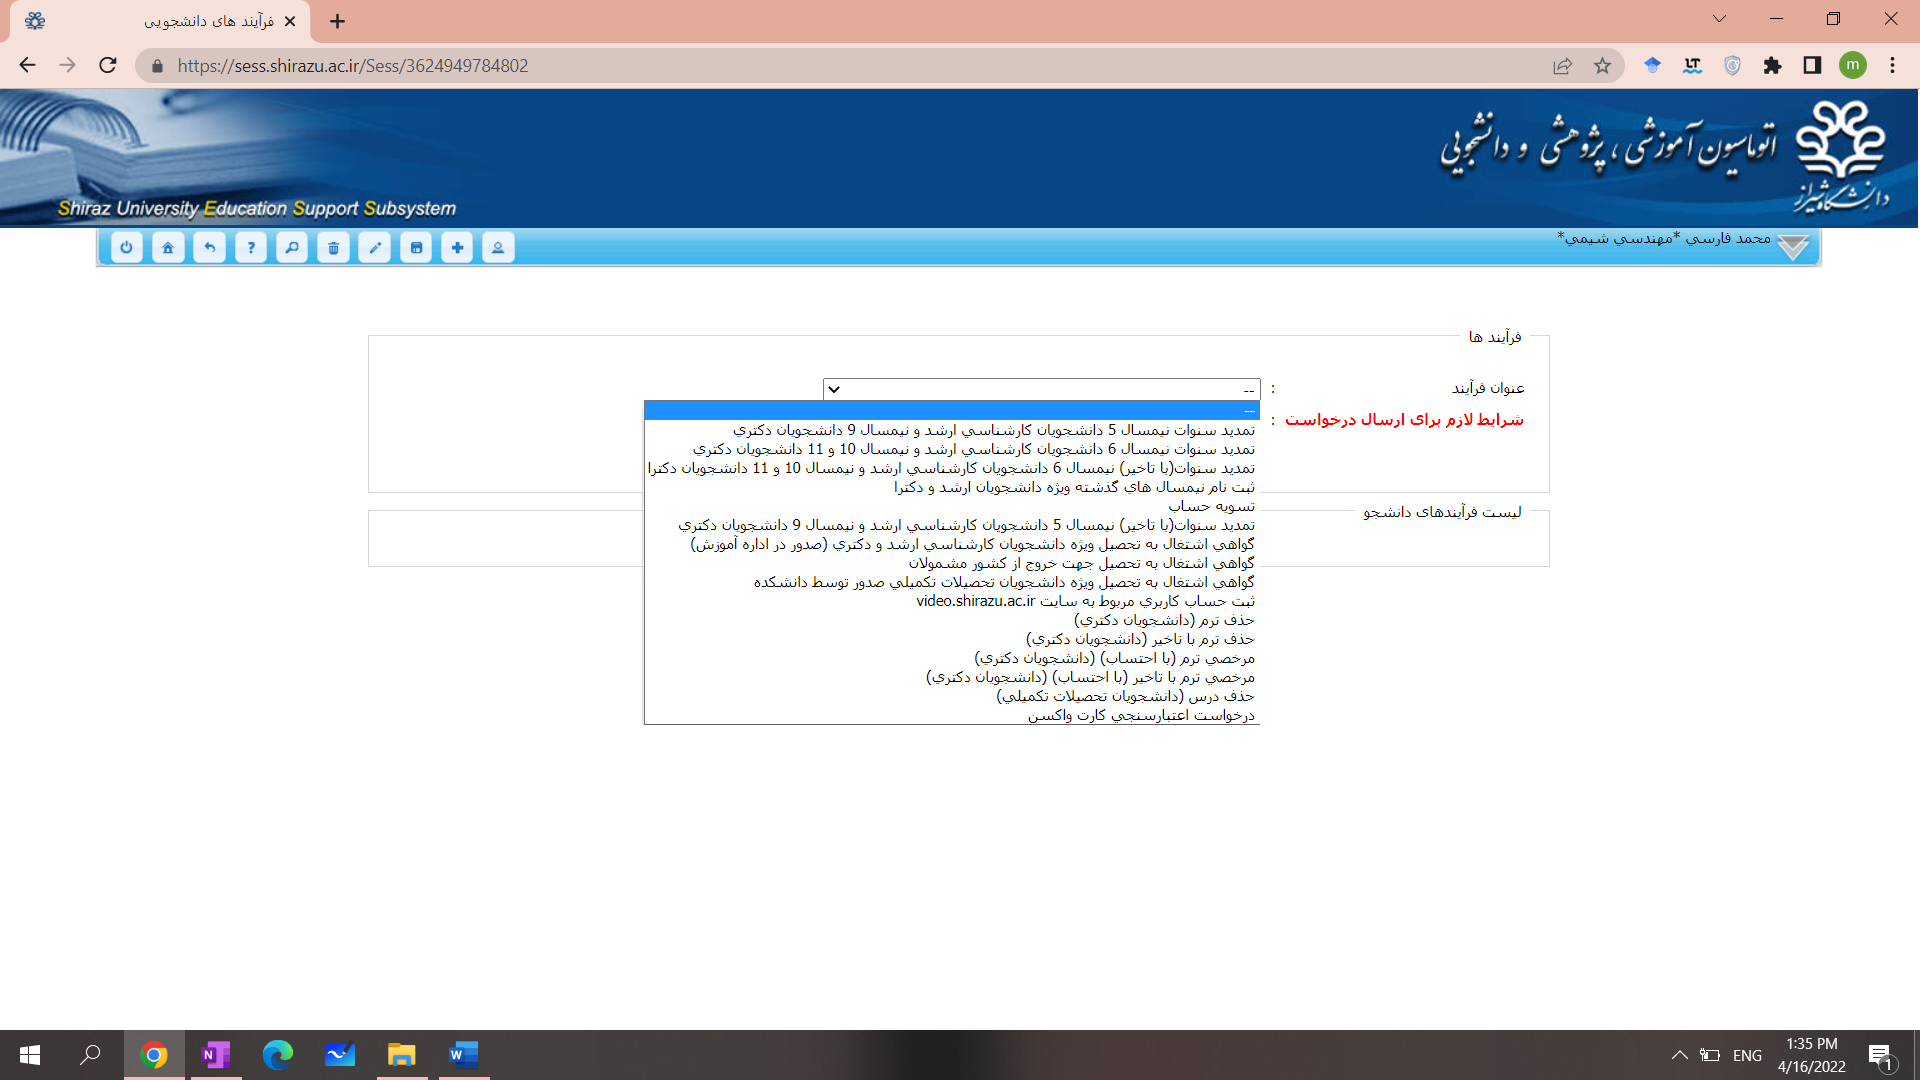 فرآیند های دانشجویی
https://sess.shirazu.ac.ir/Sess/3624949784802
m
اتوماسیون آموزشی ، پژوهشی و دانشجویی
دانشگاه شیراز
Shiraz University Education Support Subsystem
محمد فارسي *مهندسي شيمي*
?
فرآیند ها
عنوان فرآیند :
--
شرایط لازم برای ارسال درخواست :
--
تمديد سنوات نيمسال 5 دانشجويان كارشناسي ارشد و نيمسال 9 دانشجويان دكتري
تمديد سنوات نيمسال 6 دانشجويان كارشناسي ارشد و نيمسال 10 و 11 دانشجويان دكتري
تمديد سنوات(با تاخير) نيمسال 6 دانشجويان كارشناسي ارشد و نيمسال 10 و 11 دانشجويان دكترا
ثبت نام نيمسال هاي گذشته ويژه دانشجويان ارشد و دكترا
تسويه حساب
تمديد سنوات(با تاخير) نيمسال 5 دانشجويان كارشناسي ارشد و نيمسال 9 دانشجويان دكتري
گواهي اشتغال به تحصيل ويژه دانشجويان كارشناسي ارشد و دكتري (صدور در اداره آموزش)
گواهي اشتغال به تحصيل جهت خروج از كشور مشمولان
گواهي اشتغال به تحصيل ويژه دانشجويان تحصيلات تكميلي صدور توسط دانشكده
ثبت حساب كاربري مربوط به سايت video.shirazu.ac.ir
حذف ترم (دانشجويان دكتري)
حذف ترم با تاخير (دانشجويان دكتري)
مرخصي ترم (با احتساب) (دانشجويان دكتري)
مرخصي ترم با تاخير (با احتساب) (دانشجويان دكتري)
حذف درس (دانشجويان تحصيلات تكميلي)
درخواست اعتبارسنجي كارت واكسن
لیست فرآیندهای دانشجو
ENG
1:35 PM
4/16/2022
1